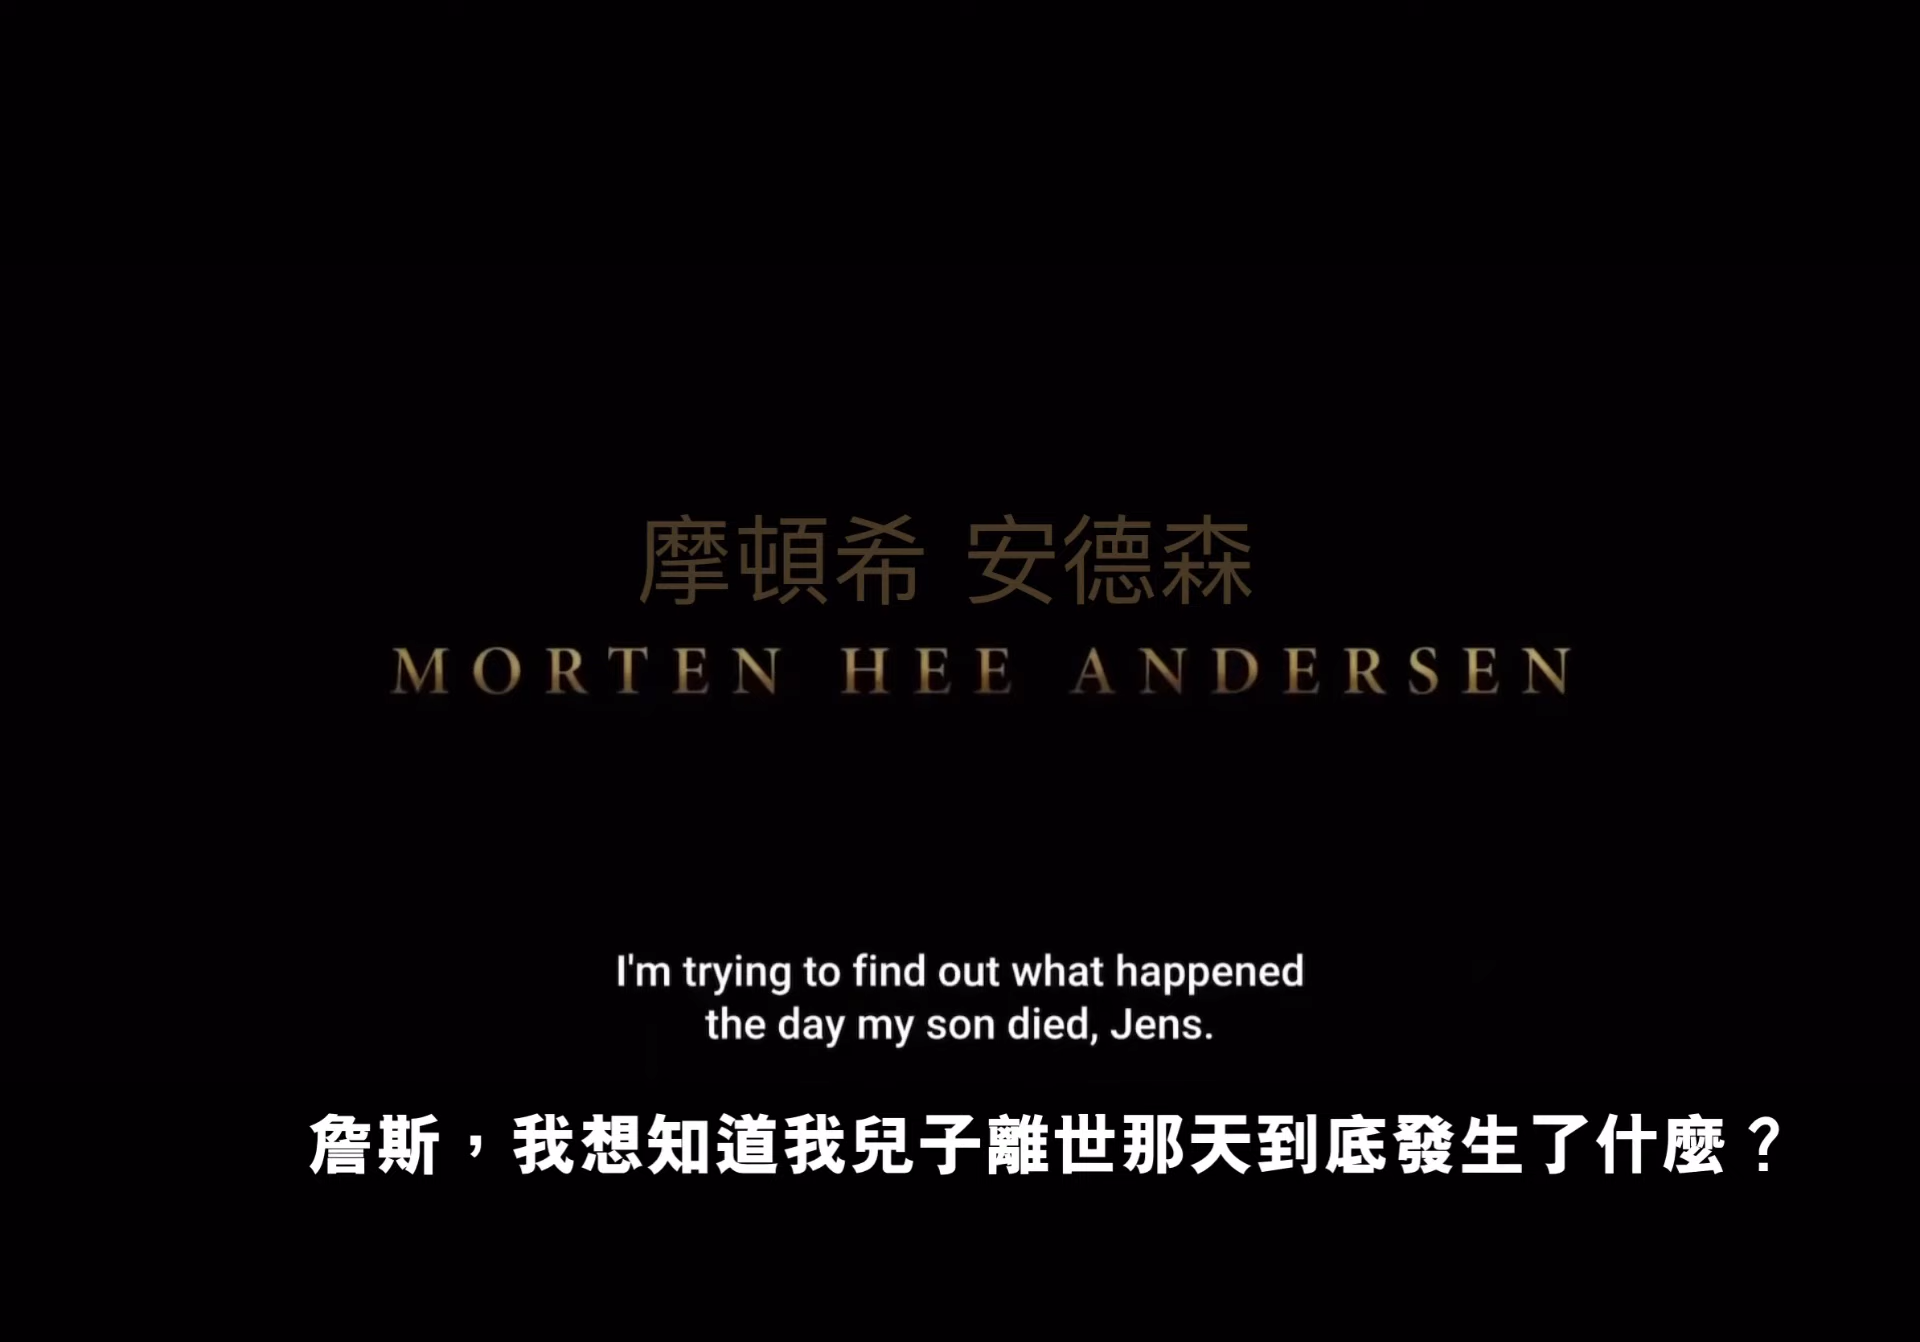 摩頓希 安德森
MORTEN HEE ANDERSEN
I'm trying to find out what happened
the day my son died, Jens.
詹斯，我想知道我兒子離世那天到底發生了什麼？